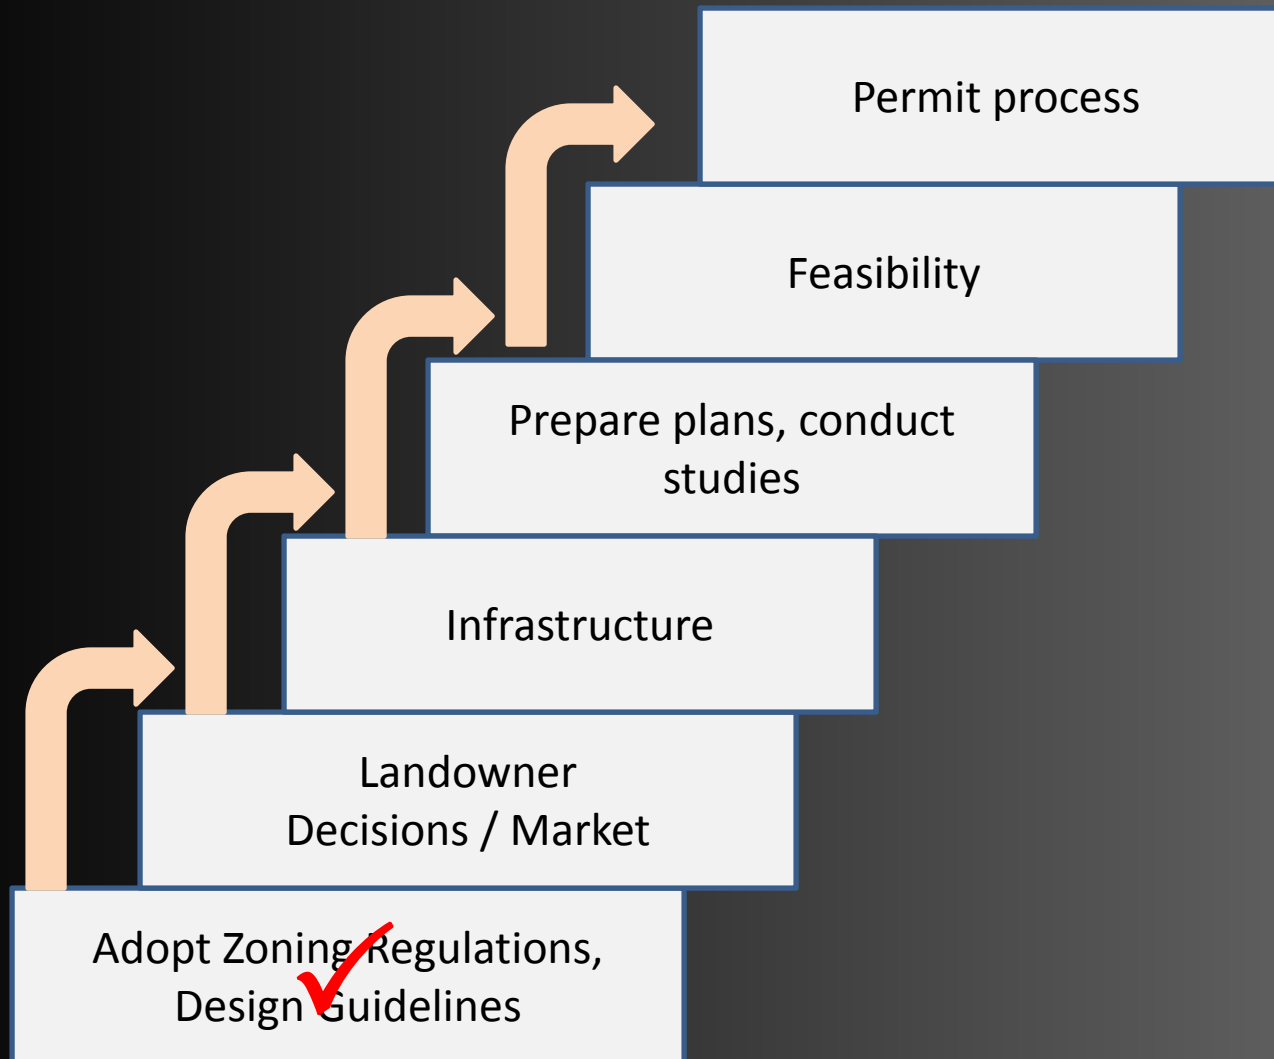 Permit process
Feasibility
Prepare plans, conduct
studies
Infrastructure
Landowner
Decisions / Market
Adopt Zoning Regulations,
Design Guidelines